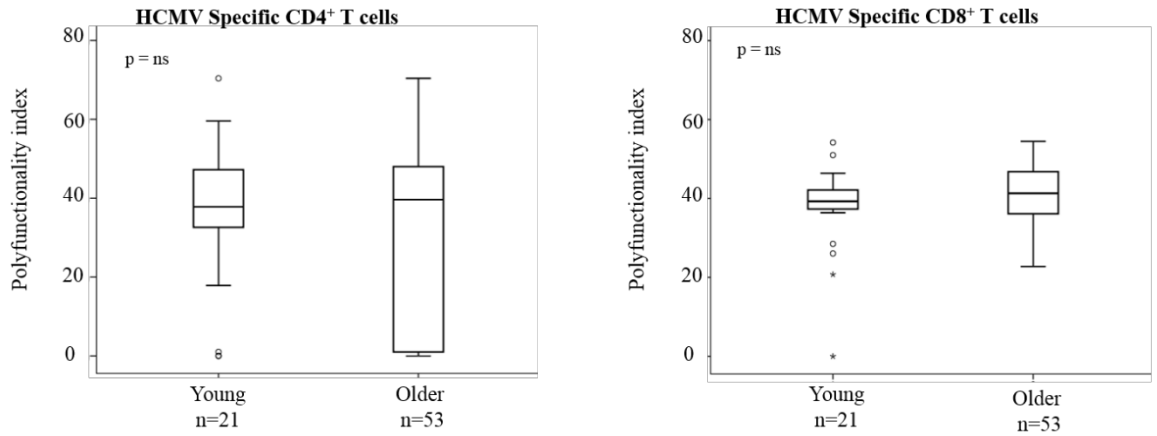 HCMV Specific CD4⁺ T cells
80
60
40
20
0
p = ns
Polyfunctionality index
Young
n=21
Older
n=53
HCMV Specific CD8⁺ T cells
80
60
40
20
0
p = ns
Polyfunctionality index
Young
n=21
Older
n=53